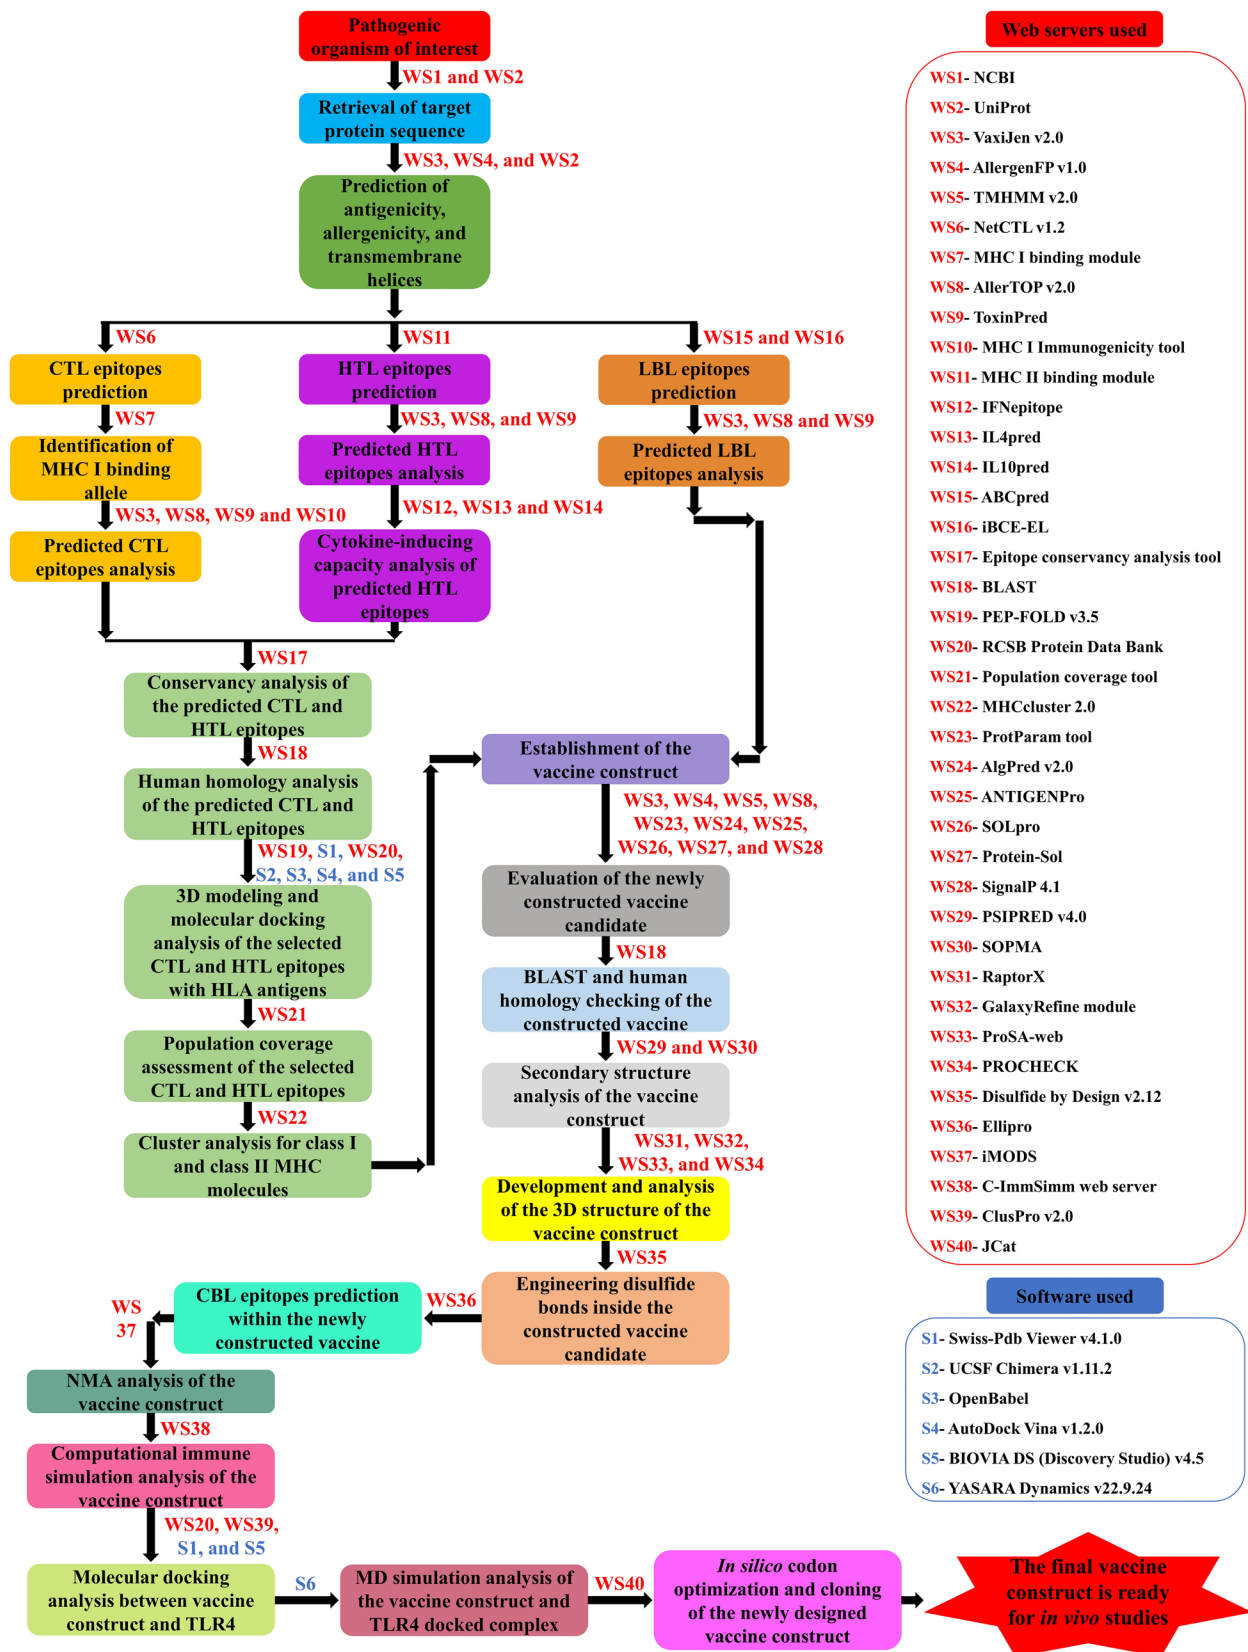 Pathogenic
organism of interest
WS1 and WS2
Retrieval of target
protein sequence
WS3, WS4, and WS2
Prediction of
antigenicity,
allergenicity, and
transmembrane
helices
WS6
CTL epitopes
prediction
WS7
Identification of
MHC I binding
allele
WS3, WS8, WS9 and WS10
Predicted CTL
epitopes analysis
WS11
HTL epitopes
prediction
WS3, WS8, and WS9
Predicted HTL
epitopes analysis
WS12, WS13 and WS14
Cytokine-inducing
capacity analysis of
predicted HTL
epitopes
WS15 and WS16
LBL epitopes
prediction
WS3, WS8 and WS9
Predicted LBL
epitopes analysis
WS17
Conservancy analysis of
the predicted CTL and
HTL epitopes
WS18
Human homology analysis
of the predicted CTL and
HTL epitopes
WS19, S1, WS20,
S2, S3, S4, and S5
3D modeling and
molecular docking
analysis of the selected
CTL and HTL epitopes
with HLA antigens
WS21
Population coverage
assessment of the selected
CTL and HTL epitopes
WS22
Cluster analysis for class I
and class II MHC
molecules
Establishment of the
vaccine construct
WS3, WS4, WS5, WS8,
WS23, WS24, WS25,
WS26, WS27, and WS28
Evaluation of the newly
constructed vaccine
candidate
WS18
BLAST and human
homology checking of the
constructed vaccine
WS29 and WS30
Secondary structure
analysis of the vaccine
construct
WS31, WS32,
WS33, and WS34
Development and analysis
of the 3D structure of the
vaccine construct
WS35
Engineering disulfide
bonds inside the
constructed vaccine
candidate
WS36
CBL epitopes prediction
within the newly
constructed vaccine
WS
37
NMA analysis of the
vaccine construct
WS38
Computational immune
simulation analysis of the
vaccine construct
WS20, WS39,
S1, and S5
Molecular docking
analysis between vaccine
construct and TLR4
S6
MD simulation analysis of
the vaccine construct and
TLR4 docked complex
WS40
In silico codon
optimization and cloning
of the newly designed
vaccine construct
The final vaccine
construct is ready
for in vivo studies
Web servers used
WS1- NCBI
WS2- UniProt
WS3- VaxiJen v2.0
WS4- AllergenFP v1.0
WS5- TMHMM v2.0
WS6- NetCTL v1.2
WS7- MHC I binding module
WS8- AllerTOP v2.0
WS9- ToxinPred
WS10- MHC I Immunogenicity tool
WS11- MHC II binding module
WS12- IFNepitope
WS13- IL4pred
WS14- IL10pred
WS15- ABCpred
WS16- iBCE-EL
WS17- Epitope conservancy analysis tool
WS18- BLAST
WS19- PEP-FOLD v3.5
WS20- RCSB Protein Data Bank
WS21- Population coverage tool
WS22- MHCcluster 2.0
WS23- ProtParam tool
WS24- AlgPred v2.0
WS25- ANTIGENPro
WS26- SOLpro
WS27- Protein-Sol
WS28- SignalP 4.1
WS29- PSIPRED v4.0
WS30- SOPMA
WS31- RaptorX
WS32- GalaxyRefine module
WS33- ProSA-web
WS34- PROCHECK
WS35- Disulfide by Design v2.12
WS36- Ellipro
WS37- iMODS
WS38- C-ImmSimm web server
WS39- ClusPro v2.0
WS40- JCat
Software used
S1- Swiss-Pdb Viewer v4.1.0
S2- UCSF Chimera v1.11.2
S3- OpenBabel
S4- AutoDock Vina v1.2.0
S5- BIOVIA DS (Discovery Studio) v4.5
S6- YASARA Dynamics v22.9.24